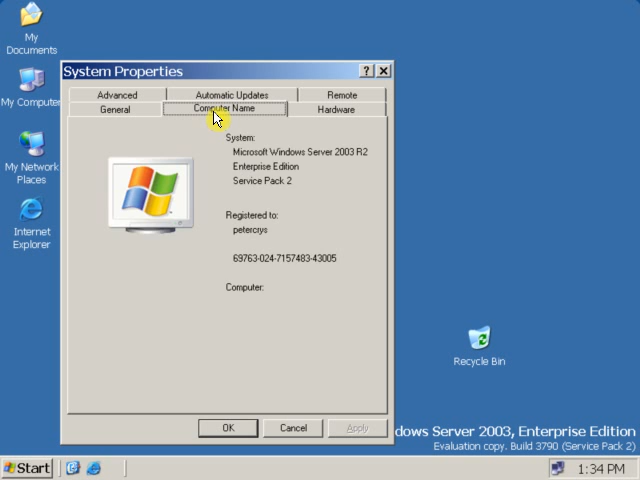 My
Documents
My Computer
My Network
Places
Internet
Explorer
System Properties
Advanced
Automatic Updates
Remote
General
Computer Name
Hardware
System:
Microsoft Windows Server 2003 R2
Enterprise Edition
Service Pack 2
Registered to:
petercrys
69763-024-7157483-43005
Computer:
OK
Cancel
Apply
Recycle Bin
dows Server 2003, Enterprise Edition
Evaluation copy. Build 3790 (Service Pack 2)
Start
1:34 PM